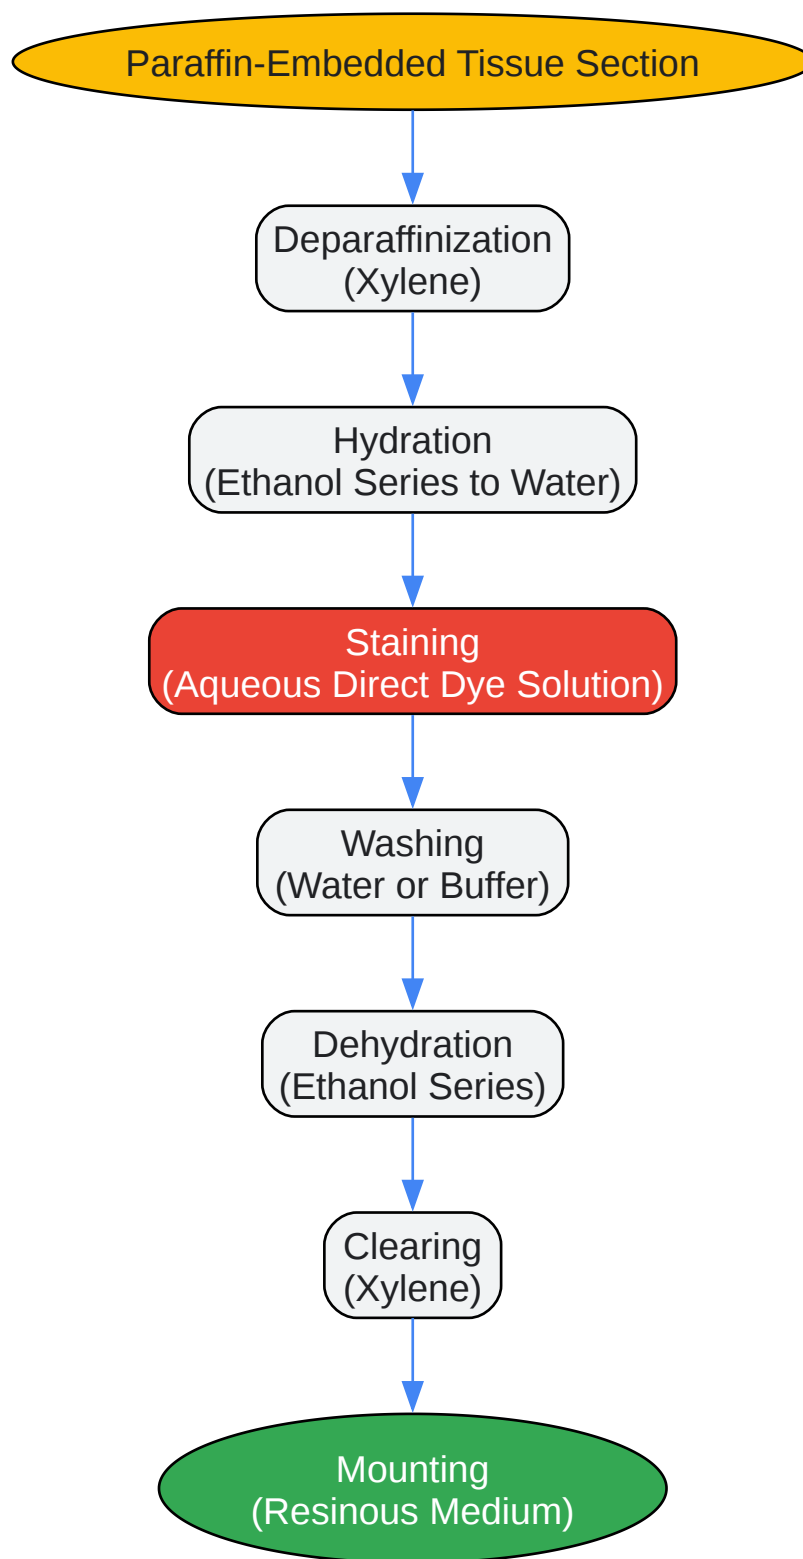 Paraffin-Embedded Tissue Section
Deparaffinization
(Xylene)
Hydration
(Ethanol Series to Water)
Staining
(Aqueous Direct Dye Solution)
Washing
(Water or Buffer)
Dehydration
(Ethanol Series)
Clearing
(Xylene)
Mounting
(Resinous Medium)